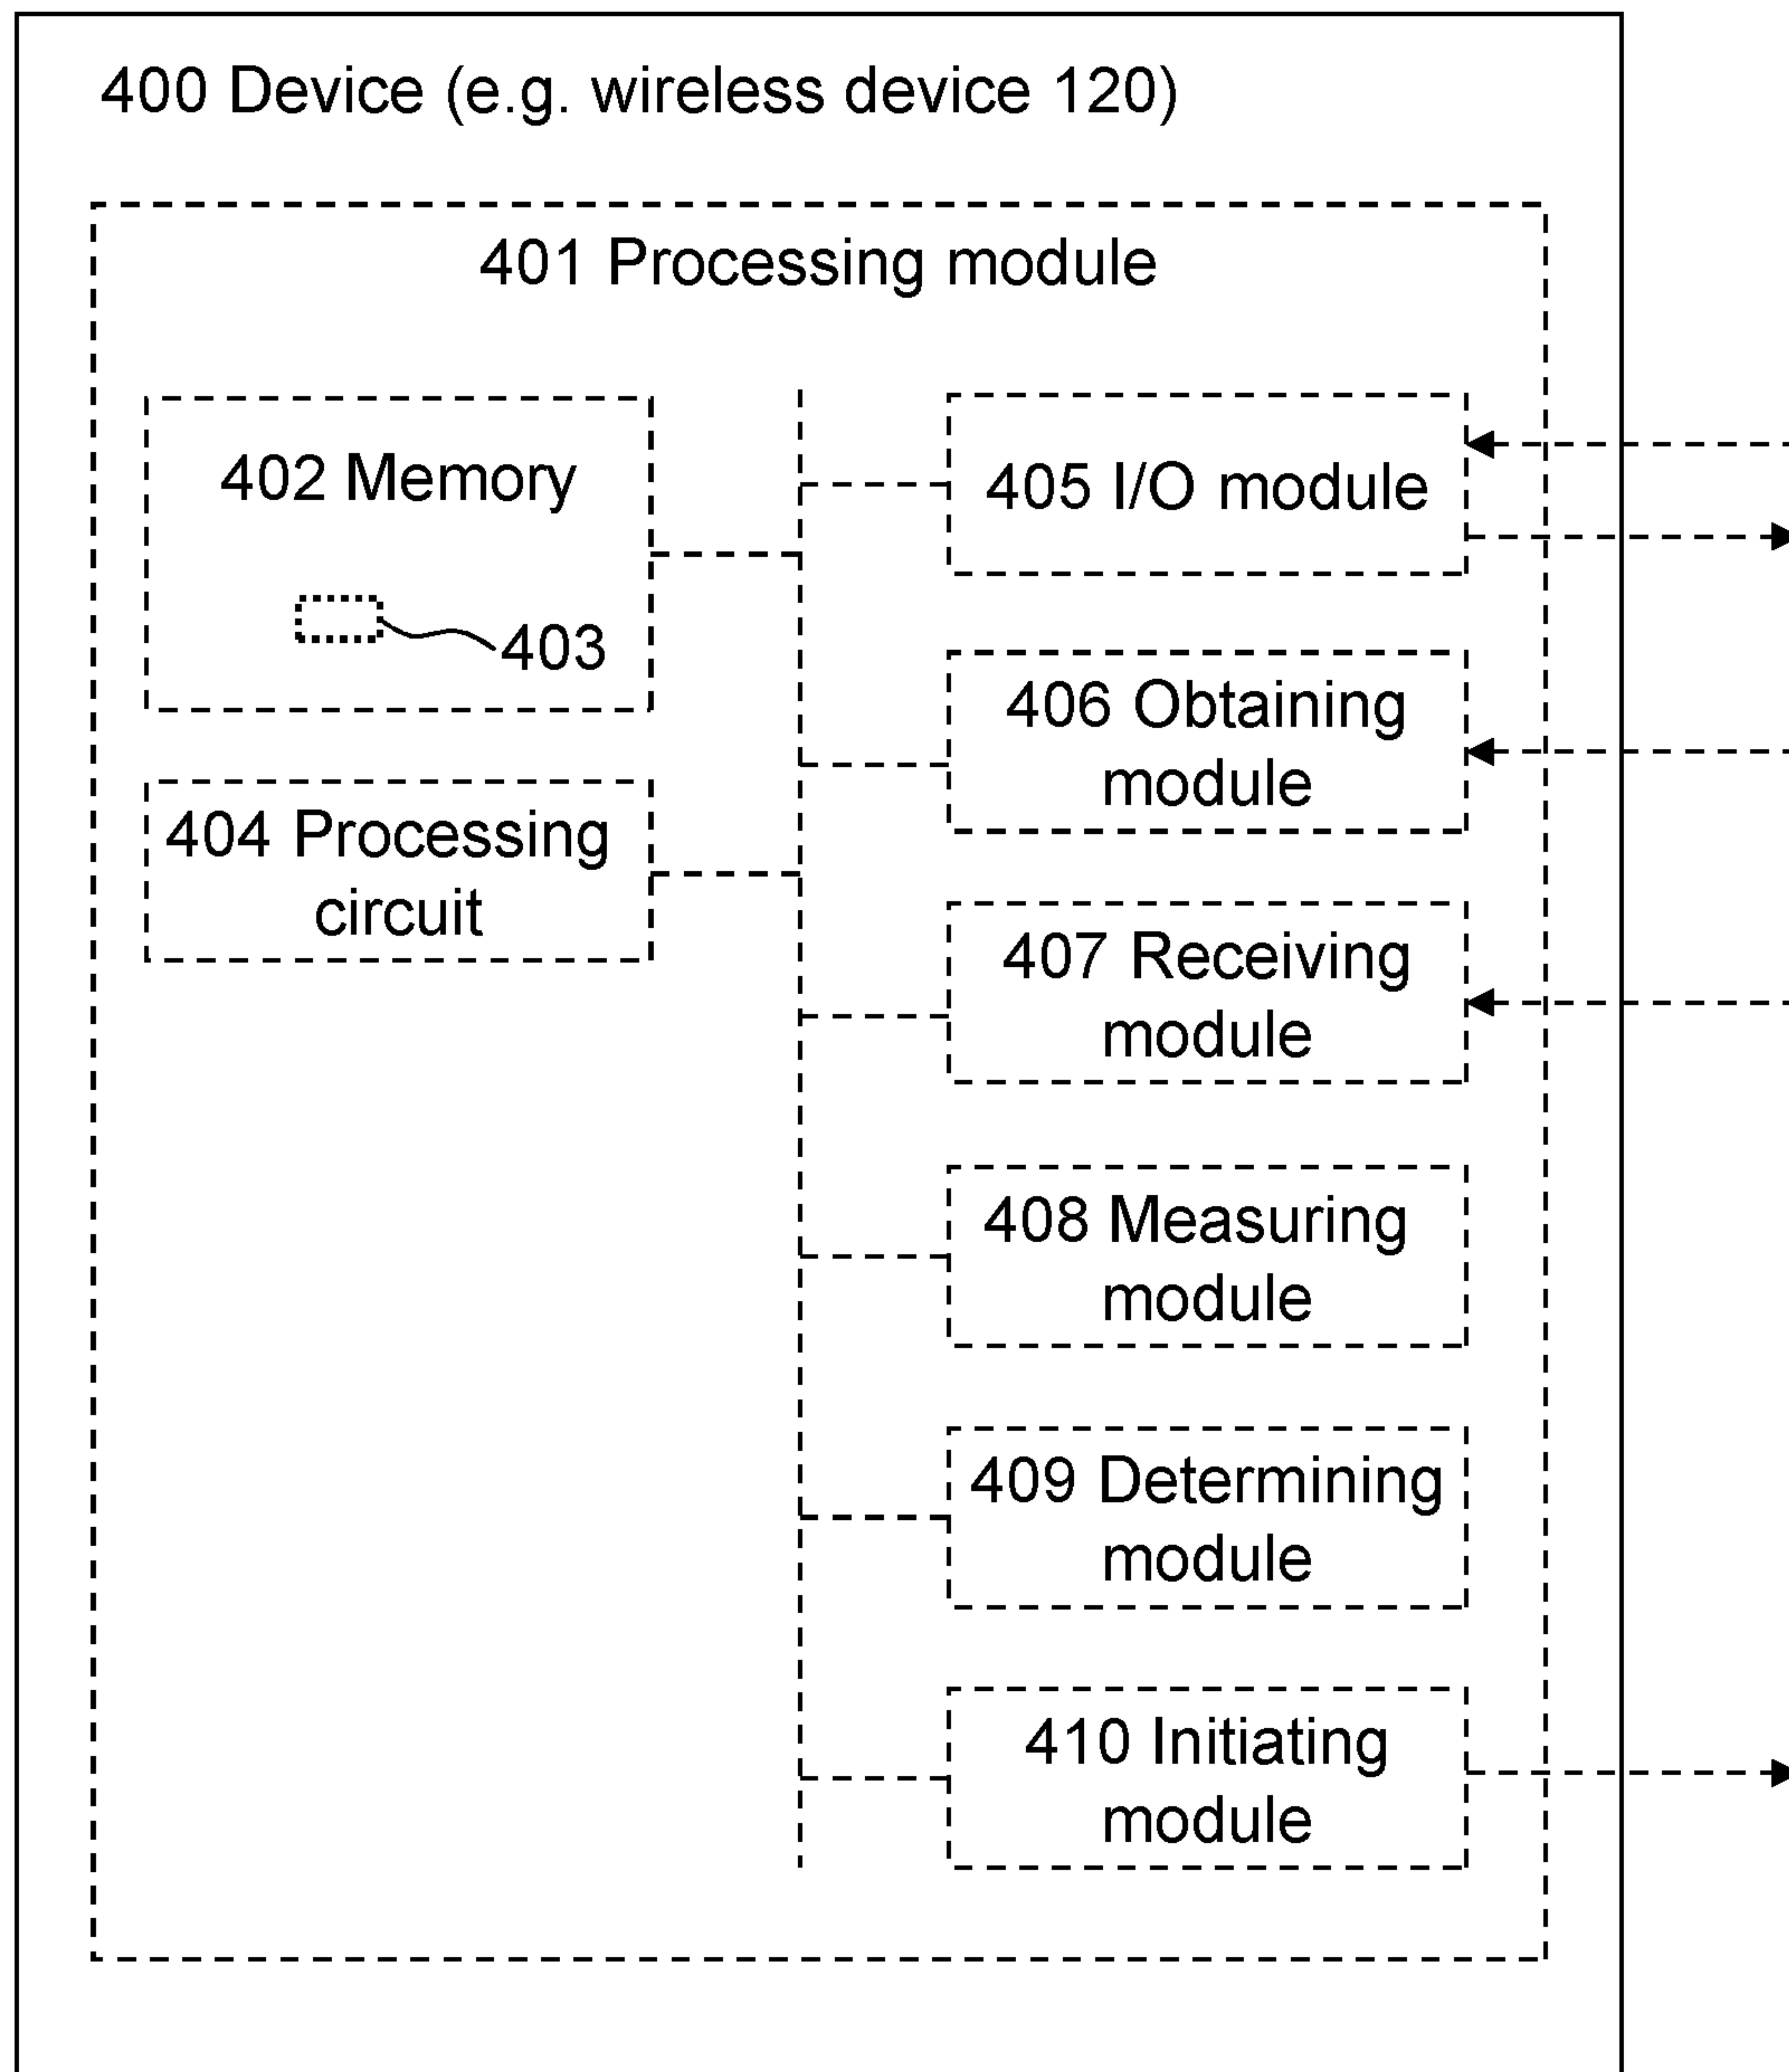 400 Device (e.g. wireless device 120)
401 Processing module
402 Memory
403
404 Processing
circuit
405 I/O module
406 Obtaining
module
407 Receiving
module
408 Measuring
module
409 Determining
module
410 Initiating
module